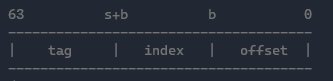 63 s+b b 0
| tag | index | offset |